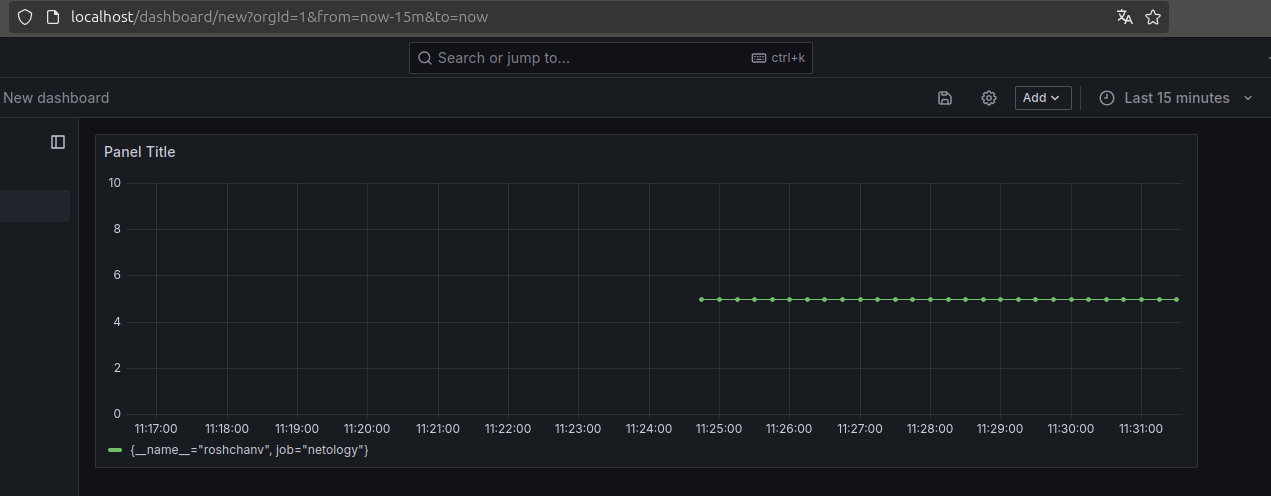 localhost/dashboard/new?orgId=1&from=now-15m&to=now
Search or jump to... ctrl+k
New dashboard Add Last 15 minutes
Panel Title
10
8
6
4
2
0
11:17:00 11:18:00 11:19:00 11:20:00 11:21:00 11:22:00 11:23:00 11:24:00 11:25:00 11:26:00 11:27:00 11:28:00 11:29:00 11:30:00 11:31:00
{__name__="roshchanv", job="netology"}